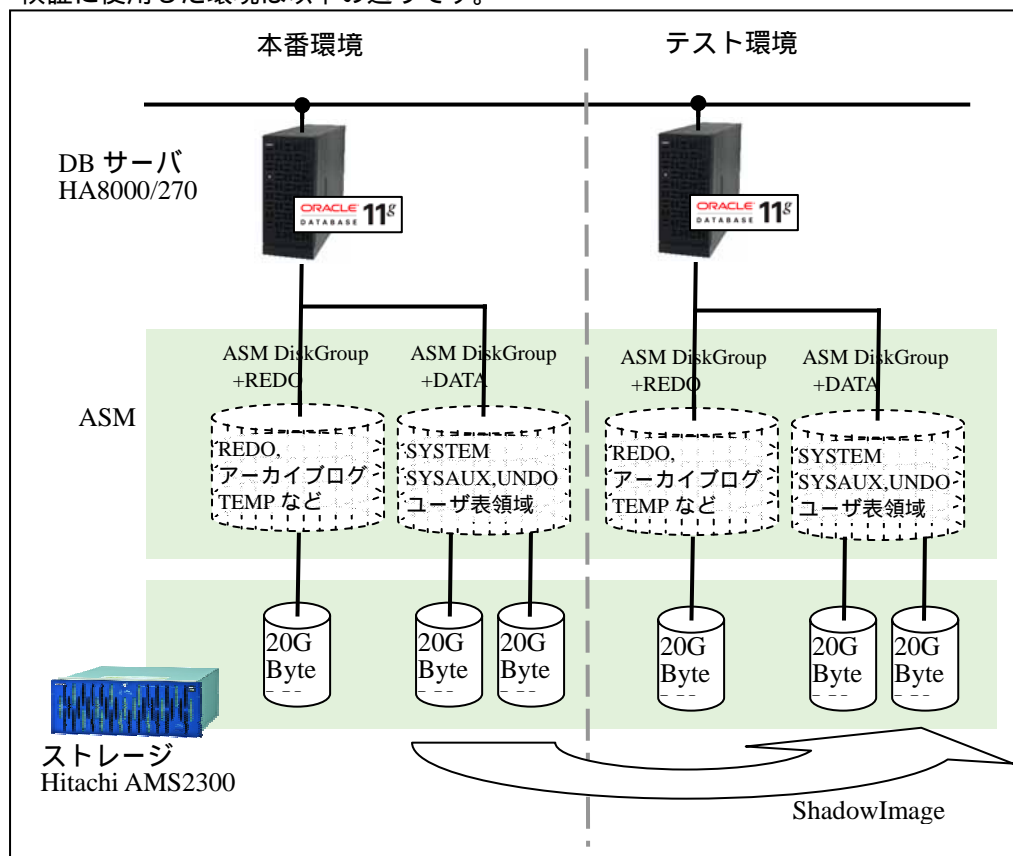 検証に使用した環境は以下の通りです。
本番環境
テスト環境
DB サーバ
HA8000/270
ORACLE 11g
DATABASE
ORACLE 11g
DATABASE
ASM
ASM DiskGroup
+REDO
ASM DiskGroup
+DATA
ASM DiskGroup
+REDO
ASM DiskGroup
+DATA
REDO,
アーカイブログ
TEMP など
SYSTEM
SYSAUX,UNDO
ユーザ表領域
REDO,
アーカイブログ
TEMP など
SYSTEM
SYSAUX,UNDO
ユーザ表領域
20G
Byte
20G
Byte
20G
Byte
20G
Byte
20G
Byte
20G
Byte
ストレージ
Hitachi AMS2300
ShadowImage